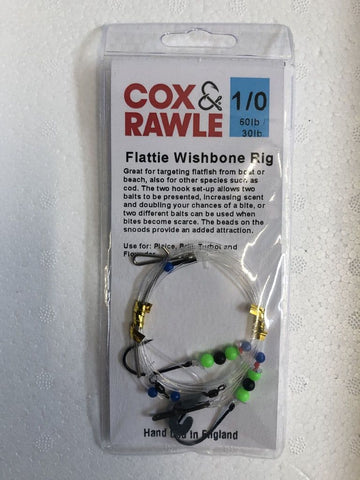 COX &
RAWLE
1/0
60lb /
30lb
Flattie Wishbone Rig
Great for targeting flatfish from boat or
beach, also for other species such as
cod. The two hook set-up allows two
baits to be presented, increasing scent
and doubling your chances of a bite, or
two different baits can be used when
bites become scarce. The beads on the
snoods provide an added attraction.
Use for: Plaice, Brill, Turbot and
Flounder
Hand tied in England